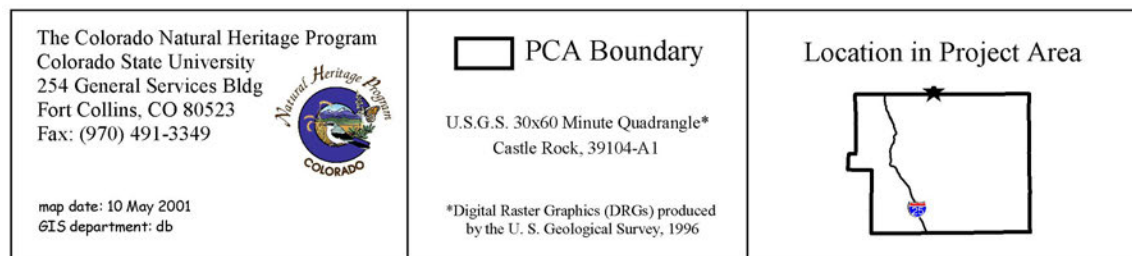 The Colorado Natural Heritage Program
Colorado State University
254 General Services Bldg
Fort Collins, CO 80523
Fax: (970) 491-3349
Natural Heritage Program
COLORADO
map date: 10 May 2001
GIS department: db
PCA Boundary
U.S.G.S. 30x60 Minute Quadrangle*
Castle Rock, 39104-A1
*Digital Raster Graphics (DRGs) produced
by the U. S. Geological Survey, 1996
Location in Project Area
25